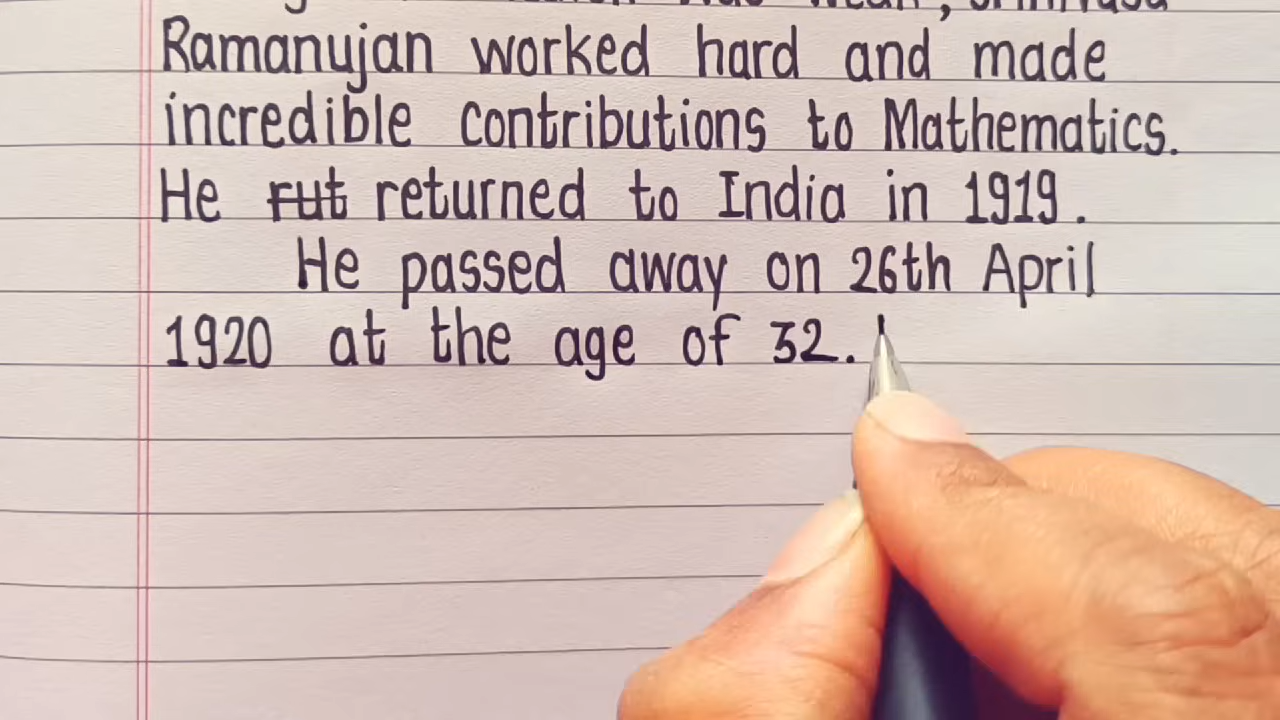 Ramanujan worked hard and made
incredible contributions to Mathematics.
He rut returned to India in 1919.
He passed away on 26th April
1920 at the age of 32.